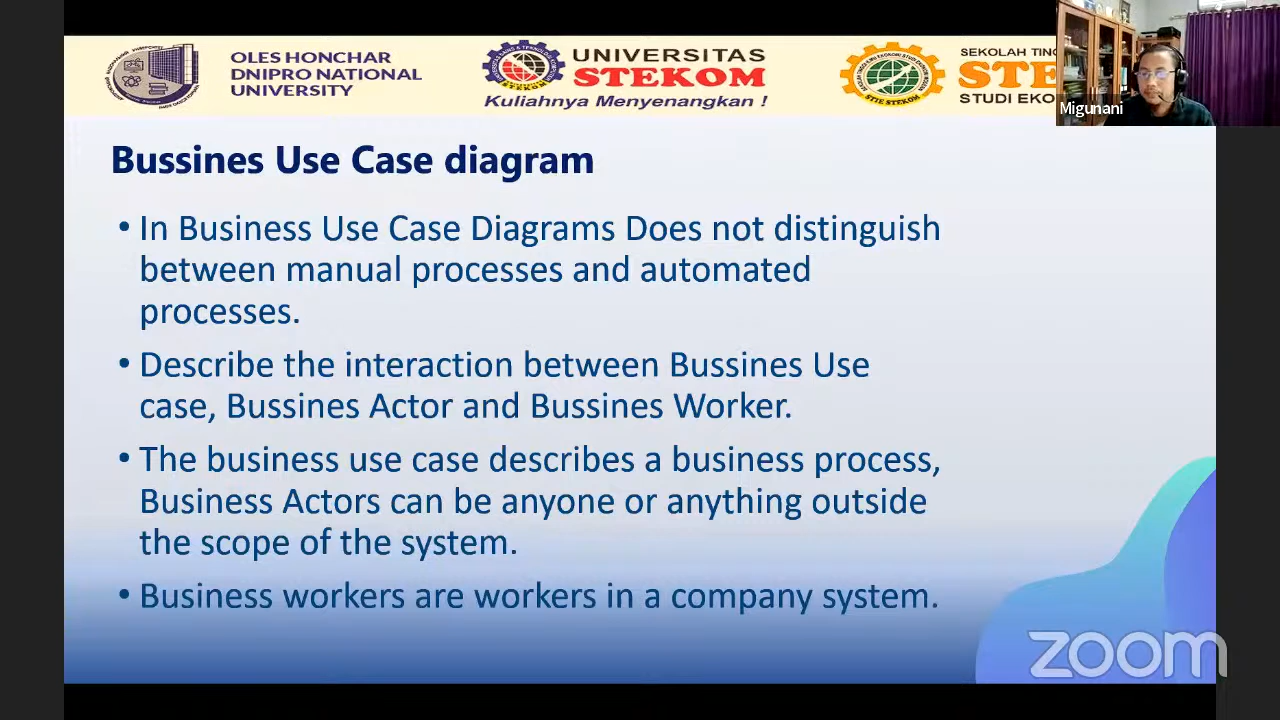 OLES HONCHAR
DNIPRO NATIONAL
UNIVERSITY
UNIVERSITAS
STEKOM
Kuliahnya Menyenangkan !
SEKOLAH TING
STE
STUDI EKO
STIE STEKOM
Migunani
Bussines Use Case diagram
• In Business Use Case Diagrams Does not distinguish
between manual processes and automated
processes.
• Describe the interaction between Bussines Use
case, Bussines Actor and Bussines Worker.
• The business use case describes a business process,
Business Actors can be anyone or anything outside
the scope of the system.
• Business workers are workers in a company system.
zoom